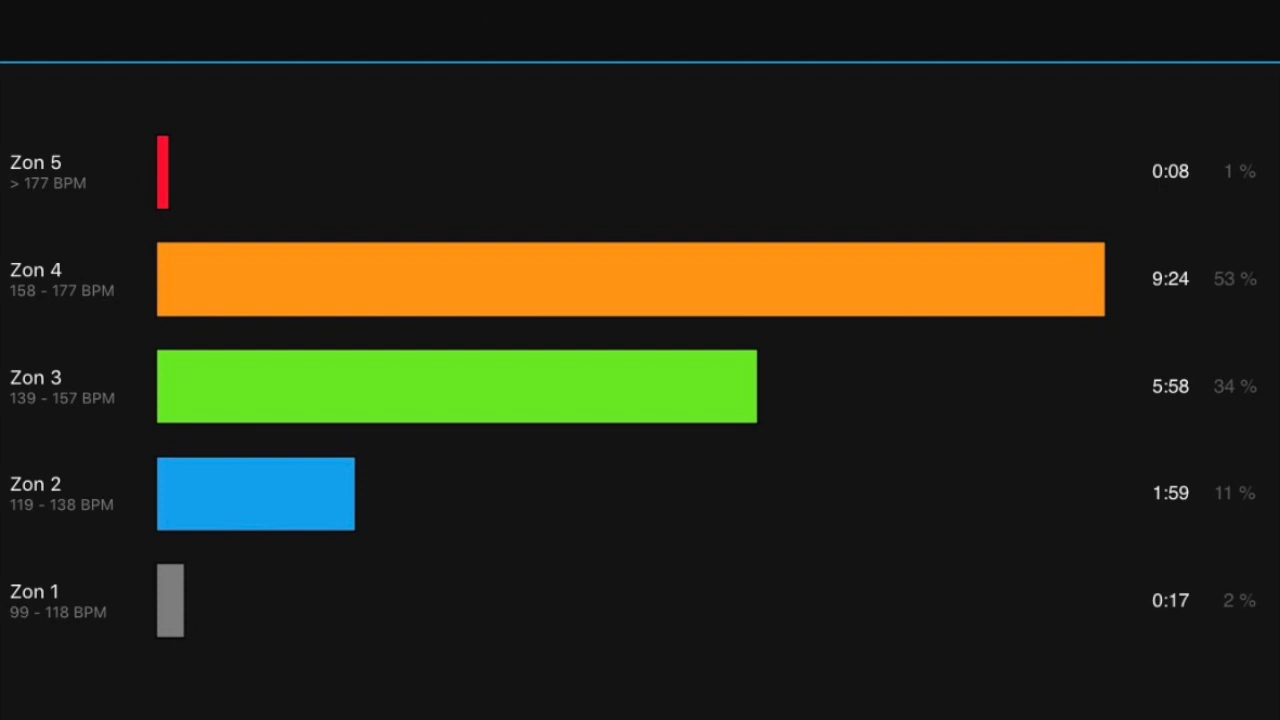 Zon 5
> 177 BPM
0:08 1 %
Zon 4
158 - 177 BPM
9:24 53 %
Zon 3
139 - 157 BPM
5:58 34 %
Zon 2
119 - 138 BPM
1:59 11 %
Zon 1
99 - 118 BPM
0:17 2 %